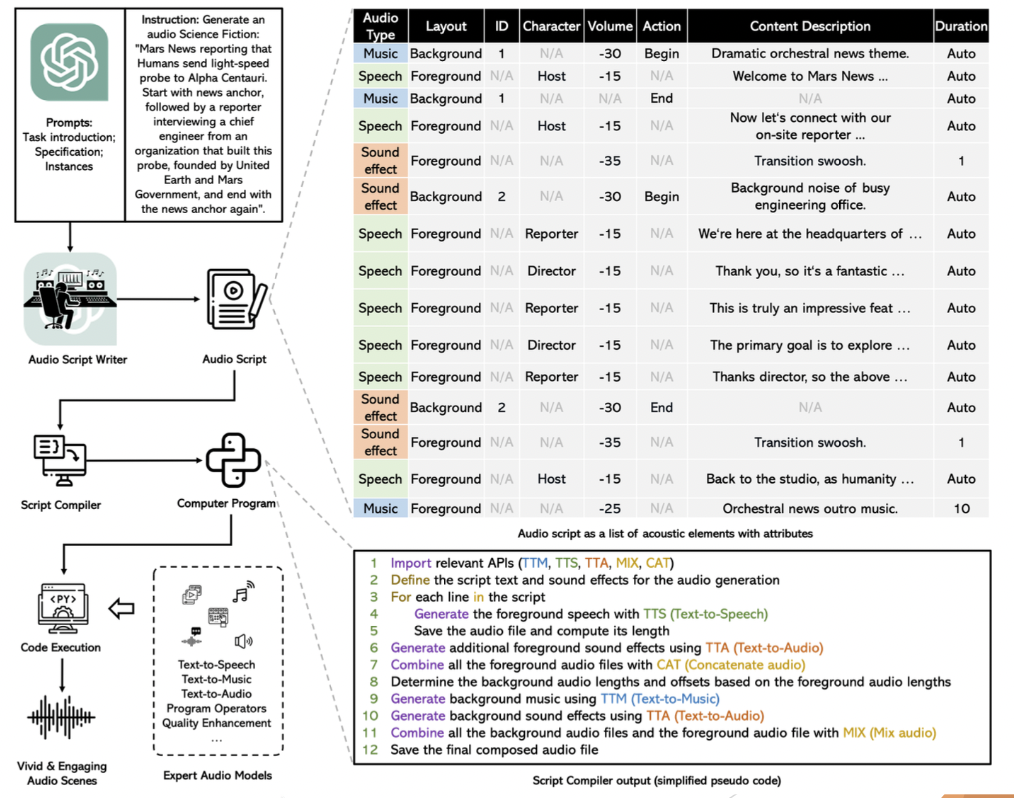 Instruction: Generate an
audio Science Fiction:
"Mars News reporting that
Humans send light-speed
probe to Alpha Centauri.
Start with news anchor,
followed by a reporter
interviewing a chief
engineer from an
organization that built this
probe, founded by United
Earth and Mars
Government, and end with
the news anchor again".
Prompts:
Task introduction;
Specification;
Instances
Audio Script Writer
Audio Script
Script Compiler
Computer Program
<PY>
Code Execution
Vivid & Engaging
Audio Scenes
Text-to-Speech
Text-to-Music
Text-to-Audio
Program Operators
Quality Enhancement
...
Expert Audio Models
Audio Type Layout ID Character Volume Action Content Description Duration
Music Background 1 N/A -30 Begin Dramatic orchestral news theme. Auto
Speech Foreground N/A Host -15 N/A Welcome to Mars News ... Auto
Music Background 1 N/A N/A End N/A Auto
Speech Foreground N/A Host -15 N/A Now let's connect with our on-site reporter ... Auto
Sound effect Foreground N/A N/A -35 N/A Transition swoosh. 1
Sound effect Background 2 N/A -30 Begin Background noise of busy engineering office. Auto
Speech Foreground N/A Reporter -15 N/A We're here at the headquarters of ... Auto
Speech Foreground N/A Director -15 N/A Thank you, so it's a fantastic ... Auto
Speech Foreground N/A Reporter -15 N/A This is truly an impressive feat ... Auto
Speech Foreground N/A Director -15 N/A The primary goal is to explore ... Auto
Speech Foreground N/A Reporter -15 N/A Thanks director, so the above ... Auto
Sound effect Background 2 N/A -30 End N/A Auto
Sound effect Foreground N/A N/A -35 N/A Transition swoosh. 1
Speech Foreground N/A Host -15 N/A Back to the studio, as humanity ... Auto
Music Foreground N/A N/A -25 N/A Orchestral news outro music. 10
Audio script as a list of acoustic elements with attributes
1 Import relevant APIs (TTM, TTS, TTA, MIX, CAT)
2 Define the script text and sound effects for the audio generation
3 For each line in the script
4 Generate the foreground speech with TTS (Text-to-Speech)
5 Save the audio file and compute its length
6 Generate additional foreground sound effects using TTA (Text-to-Audio)
7 Combine all the foreground audio files with CAT (Concatenate audio)
8 Determine the background audio lengths and offsets based on the foreground audio lengths
9 Generate background music using TTM (Text-to-Music)
10 Generate background sound effects using TTA (Text-to-Audio)
11 Combine all the background audio files and the foreground audio file with MIX (Mix audio)
12 Save the final composed audio file
Script Compiler output (simplified pseudo code)